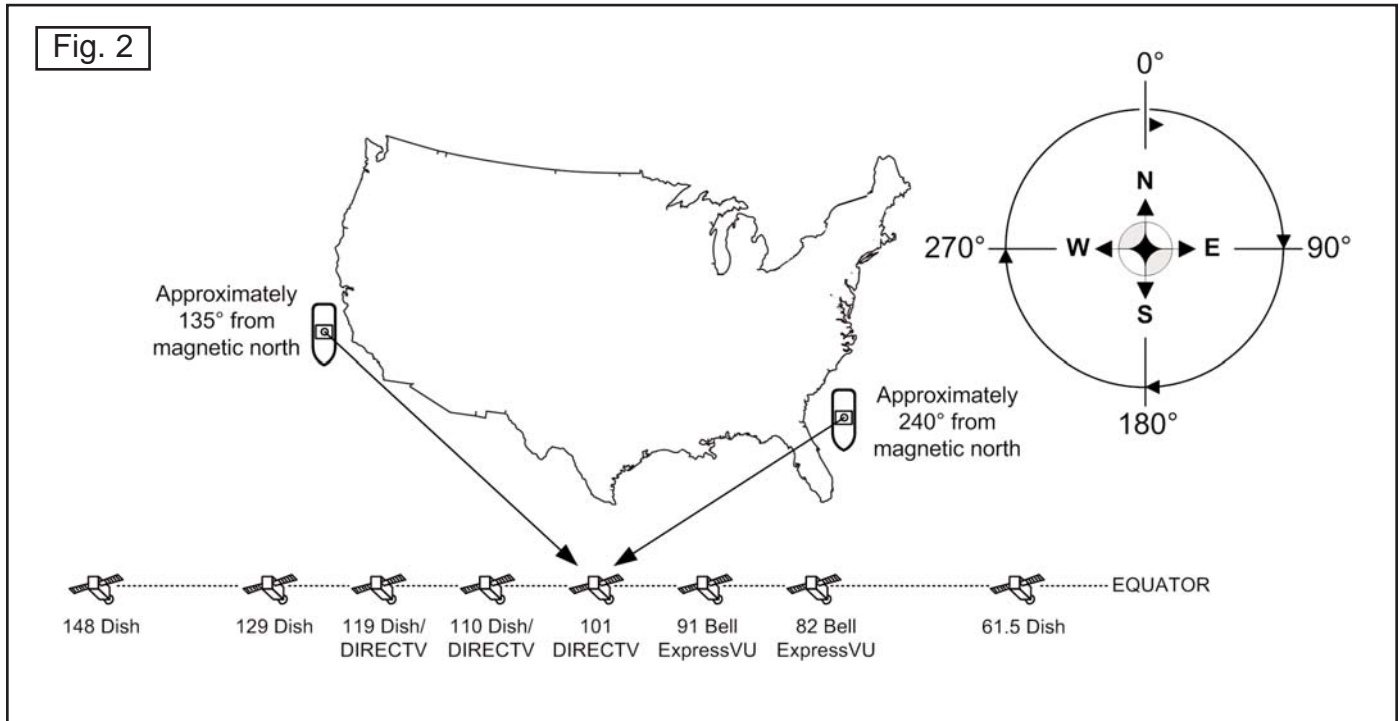 Fig. 2
0°
N
270°
W
E
90°
S
180°
Approximately
135° from
magnetic north
Approximately
240° from
magnetic north
EQUATOR
148 Dish
129 Dish
119 Dish/
DIRECTV
110 Dish/
DIRECTV
101
DIRECTV
91 Bell
ExpressVU
82 Bell
ExpressVU
61.5 Dish